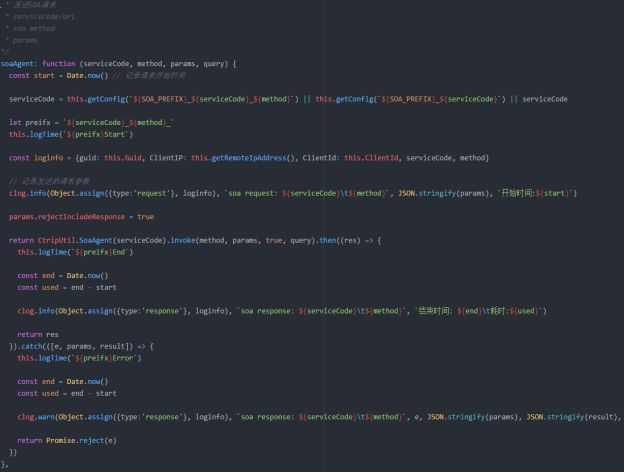 * 发送SOA请求
* serviceCode/url
* soa method
* params
*/
soaAgent: function (serviceCode, method, params, query) {
const start = Date.now() // 记录请求开始时间
serviceCode = this.getConfig(`${SOA_PREFIX}_${serviceCode}_${method}`) || this.getConfig(`${SOA_PREFIX}_${serviceCode}`) || serviceCode
let preifx = `${serviceCode}_${method}_`
this.logTime(`${preifx}Start`)
const loginfo = {guid: this.Guid, ClientIP: this.getRemoteIpAddress(), ClientId: this.ClientId, serviceCode, method}
// 记录发送的请求参数
clog.info(Object.assign({type:'request'}, loginfo), `soa request: ${serviceCode}\t${method}`, JSON.stringify(params), `开始时间:${start}`)
params.rejectIncludeResponse = true
return CtripUtil.SoaAgent(serviceCode).invoke(method, params, true, query).then((res) => {
this.logTime(`${preifx}End`)
const end = Date.now()
const used = end - start
clog.info(Object.assign({type:'response'}, loginfo), `soa response: ${serviceCode}\t${method}`, `结束时间: ${end}\t耗时:${used}`)
return res
}).catch(([e, params, result]) => {
this.logTime(`${preifx}Error`)
const end = Date.now()
const used = end - start
clog.warn(Object.assign({type:'response'}, loginfo), `soa response: ${serviceCode}\t${method}`, e, JSON.stringify(params), JSON.stringify(result),
return Promise.reject(e)
})
},